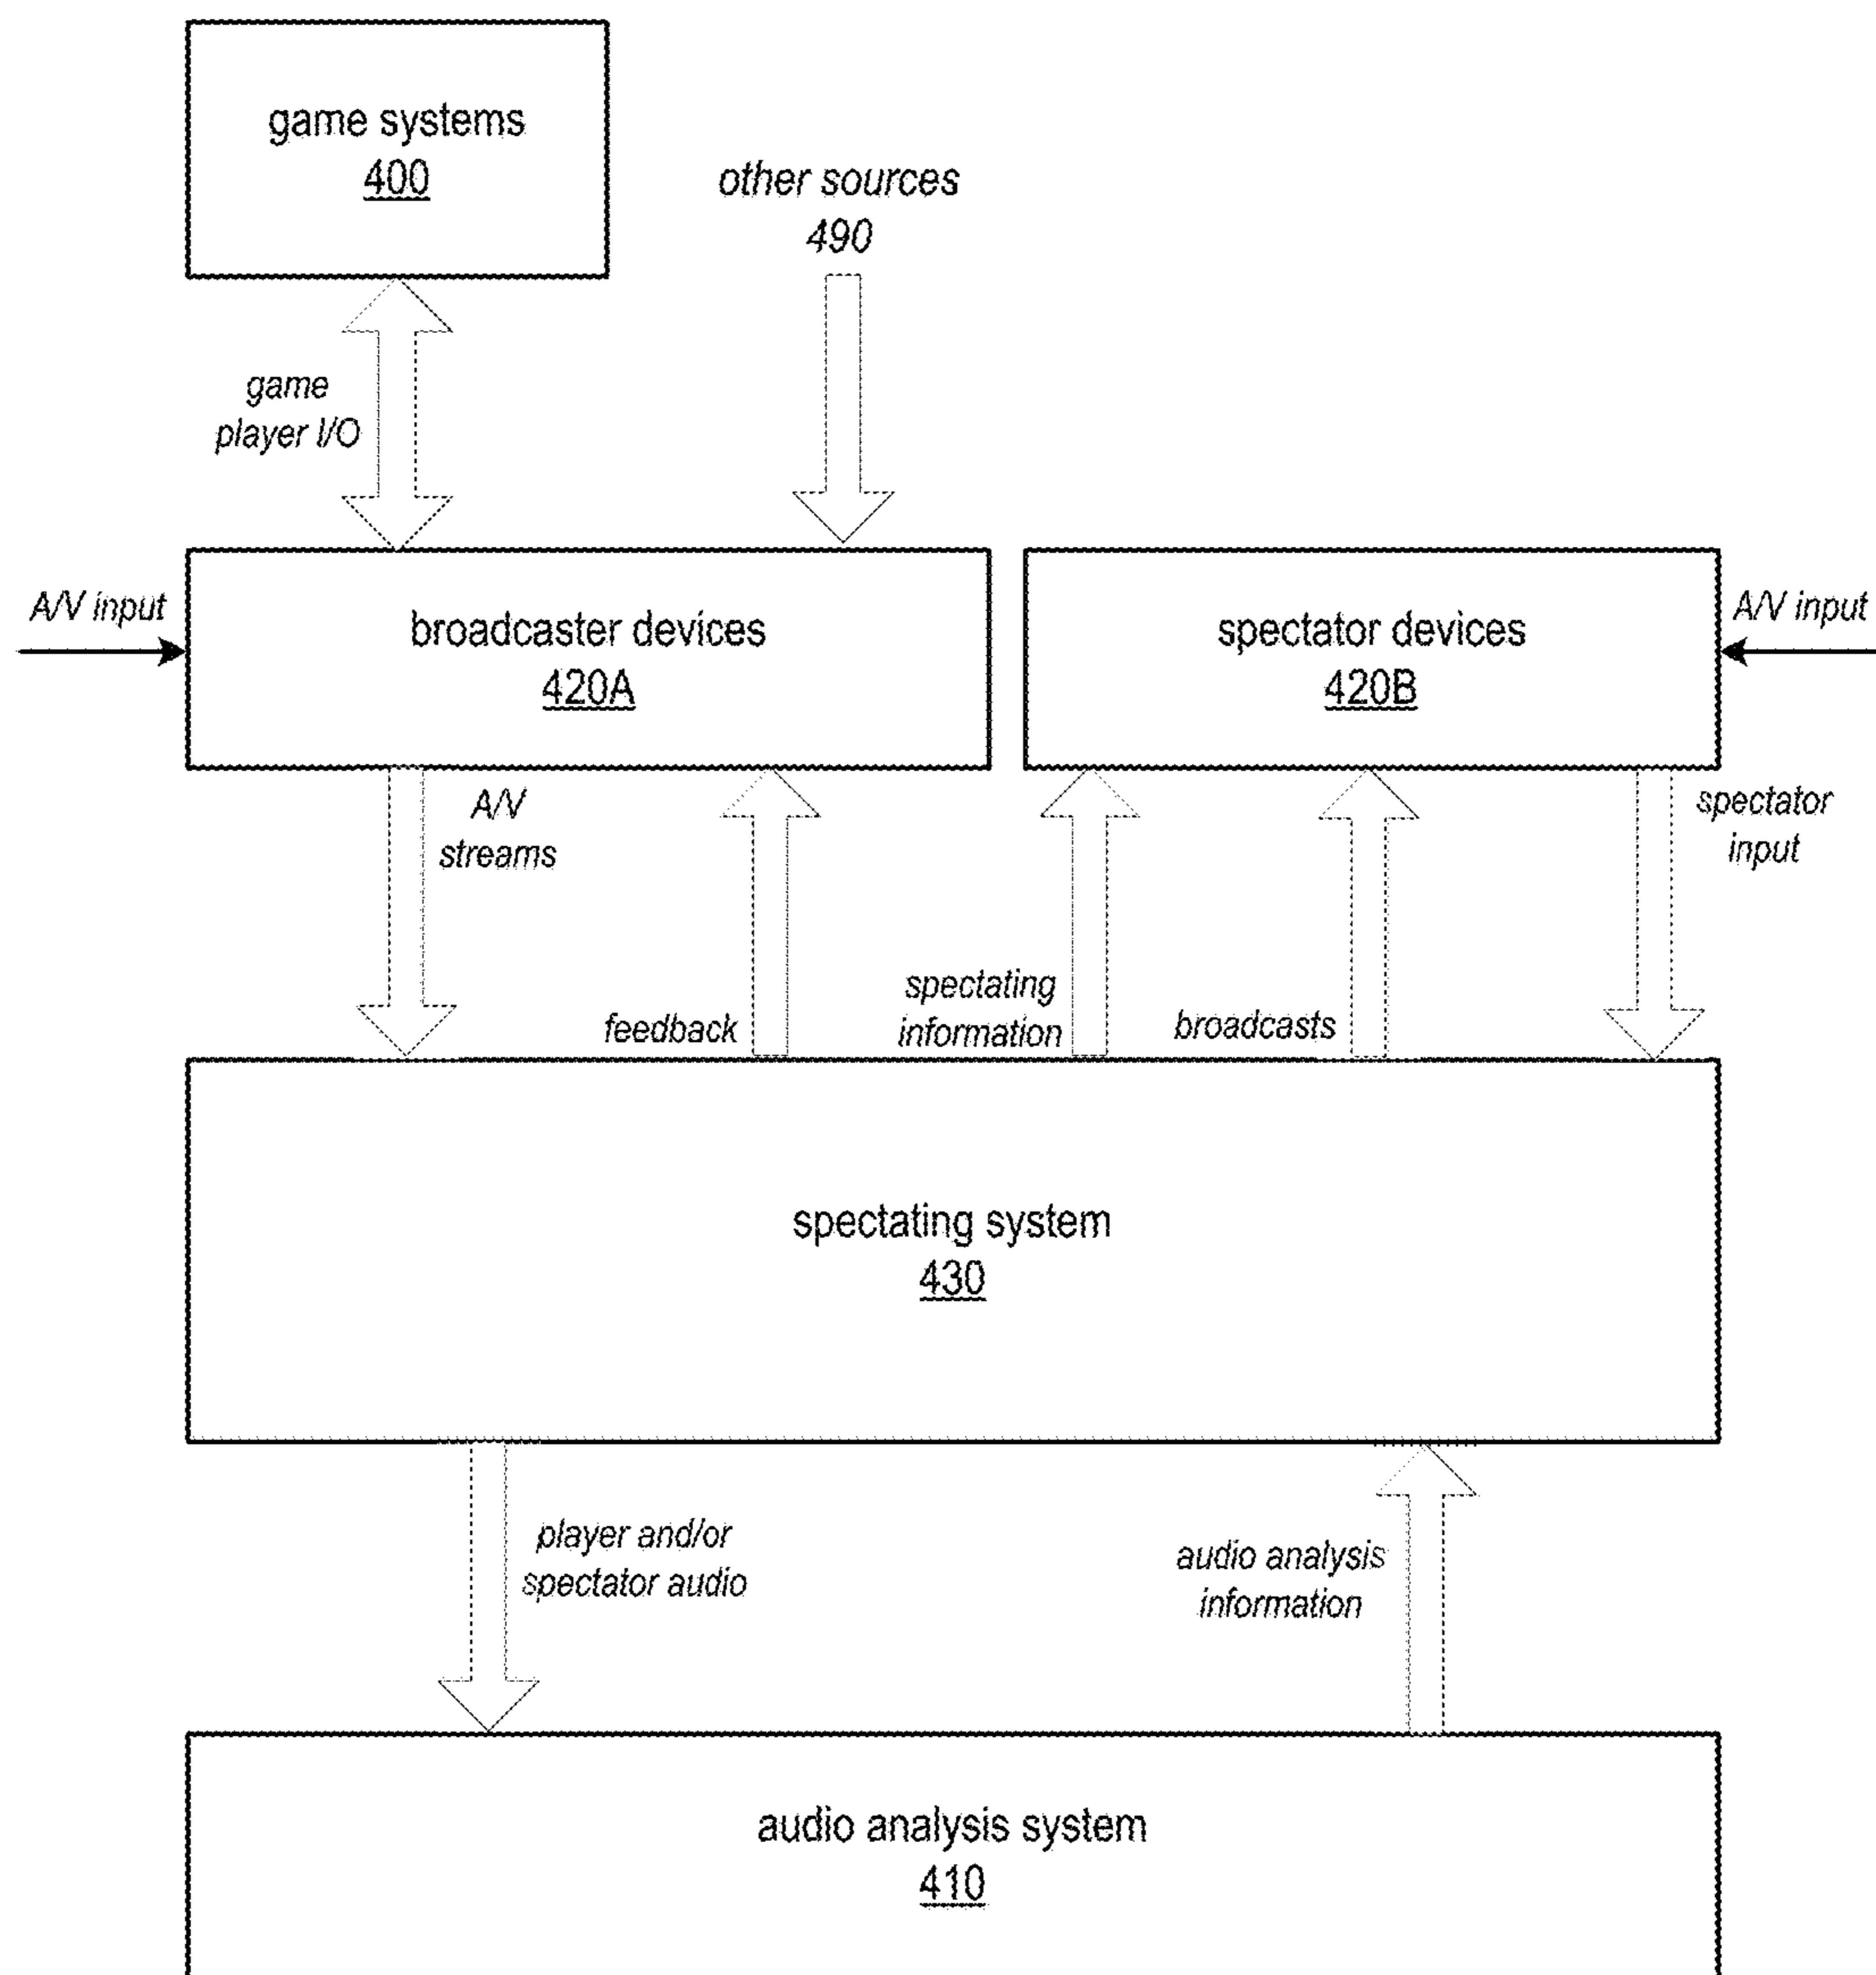 game systems
400
other sources
490
game
player I/O
A/V input
broadcaster devices
420A
spectator devices
420B
A/V input
A/V
streams
spectator
input
feedback
spectating
information
broadcasts
spectating system
430
player and/or
spectator audio
audio analysis
information
audio analysis system
410